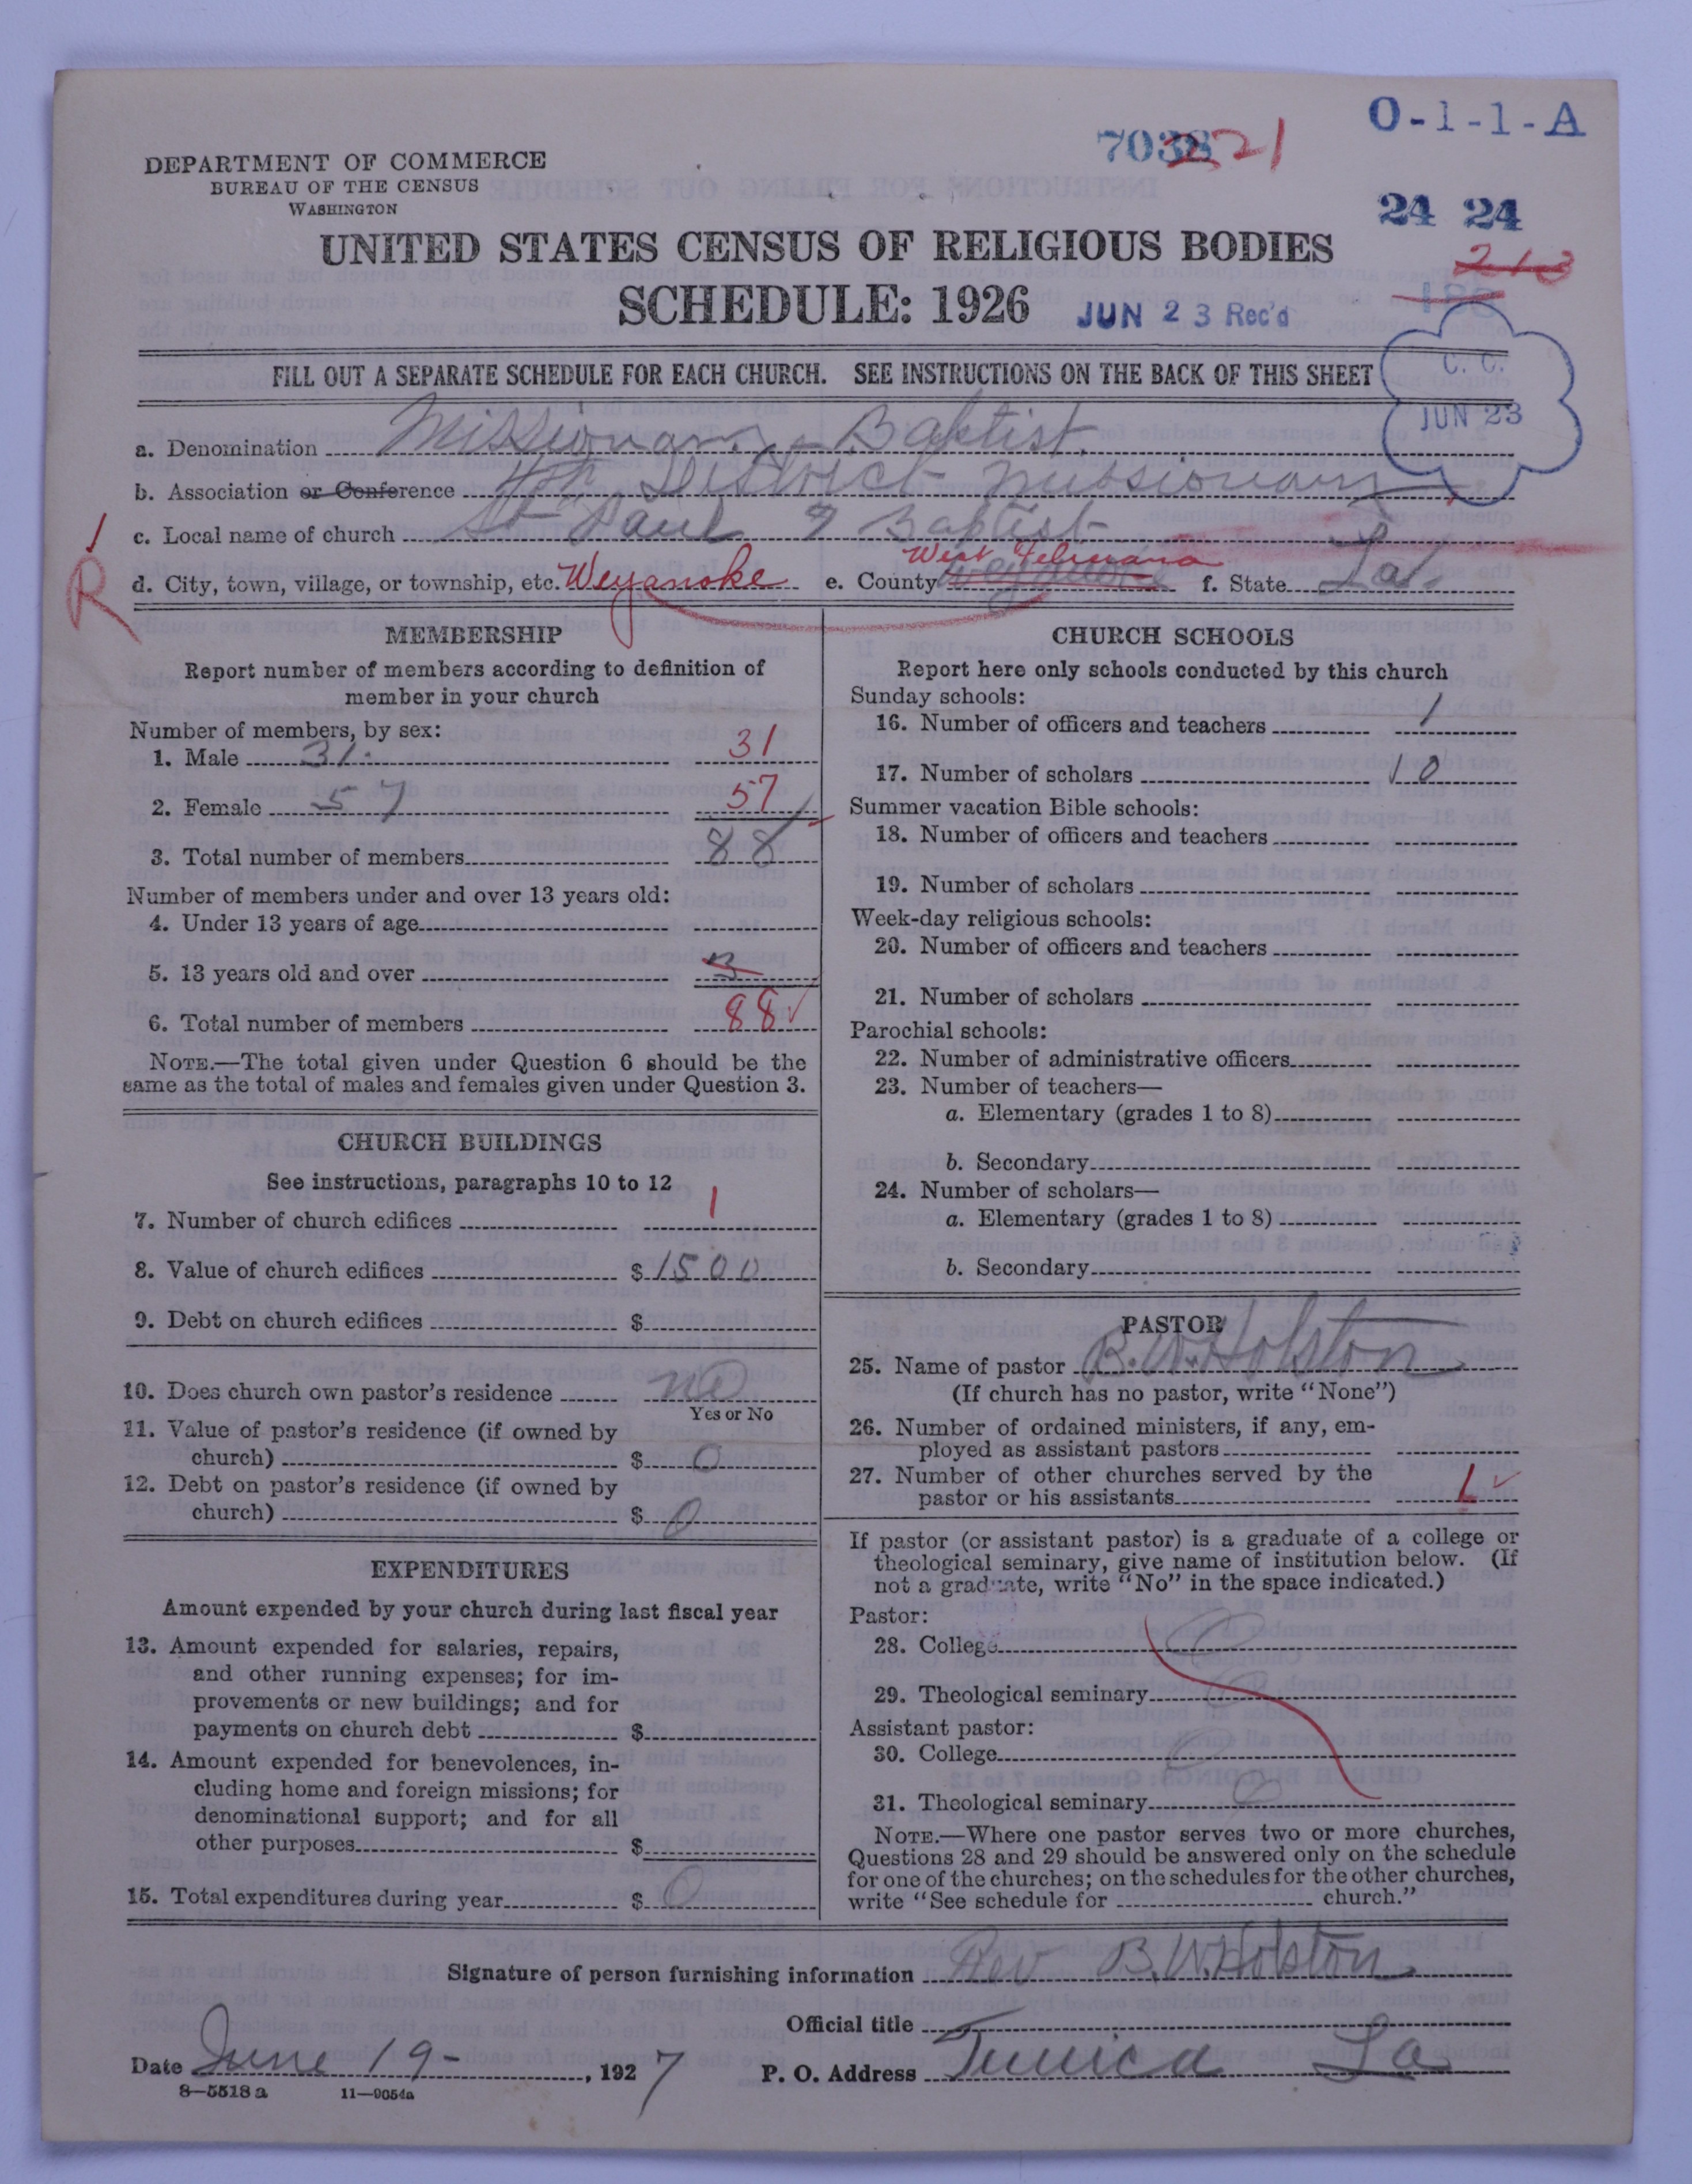 O-1-1-A
7038 21
DEPARTMENT OF COMMERCE
BUREAU OF THE CENSUS
WASHINGTON
24 24
UNITED STATES CENSUS OF RELIGIOUS BODIES
213
SCHEDULE: 1926 JUN 23 Rec'd
FILL OUT A SEPARATE SCHEDULE FOR EACH CHURCH. SEE INSTRUCTIONS ON THE BACK OF THIS SHEET
C. C.
JUN 23
a. Denomination Missionary Baptist
b. Association or Conference 4th District Missionary
c. Local name of church St Paul Baptist
R
d. City, town, village, or township, etc. Weyanoke e. County West Feliciana f. State La.
MEMBERSHIP
Report number of members according to definition of
member in your church
Number of members, by sex:
1. Male 31 31
2. Female 57 57
3. Total number of members 88
Number of members under and over 13 years old:
4. Under 13 years of age
5. 13 years old and over
6. Total number of members 88
NOTE.—The total given under Question 6 should be the
same as the total of males and females given under Question 3.
CHURCH BUILDINGS
See instructions, paragraphs 10 to 12
7. Number of church edifices 1
8. Value of church edifices $ 1500
9. Debt on church edifices $
10. Does church own pastor's residence no
Yes or No
11. Value of pastor's residence (if owned by
church) $ 0
12. Debt on pastor's residence (if owned by
church) $ 0
EXPENDITURES
Amount expended by your church during last fiscal year
13. Amount expended for salaries, repairs,
and other running expenses; for im-
provements or new buildings; and for
payments on church debt $
14. Amount expended for benevolences, in-
cluding home and foreign missions; for
denominational support; and for all
other purposes $
15. Total expenditures during year $ 0
CHURCH SCHOOLS
Report here only schools conducted by this church
Sunday schools:
16. Number of officers and teachers 1
17. Number of scholars 10
Summer vacation Bible schools:
18. Number of officers and teachers
19. Number of scholars
Week-day religious schools:
20. Number of officers and teachers
21. Number of scholars
Parochial schools:
22. Number of administrative officers
23. Number of teachers—
a. Elementary (grades 1 to 8)
b. Secondary
24. Number of scholars—
a. Elementary (grades 1 to 8)
b. Secondary
PASTOR
25. Name of pastor B. W. Holston
(If church has no pastor, write "None")
26. Number of ordained ministers, if any, em-
ployed as assistant pastors
27. Number of other churches served by the
pastor or his assistants 1
If pastor (or assistant pastor) is a graduate of a college or
theological seminary, give name of institution below. (If
not a graduate, write "No" in the space indicated.)
Pastor:
28. College 0
29. Theological seminary 0
Assistant pastor:
30. College 0
31. Theological seminary 0
NOTE.—Where one pastor serves two or more churches,
Questions 28 and 29 should be answered only on the schedule
for one of the churches; on the schedules for the other churches,
write "See schedule for church."
Signature of person furnishing information Rev B. W. Holston
Official title
Date June 19-, 1927 P. O. Address Tunica La
8—5518 a 11—9054a